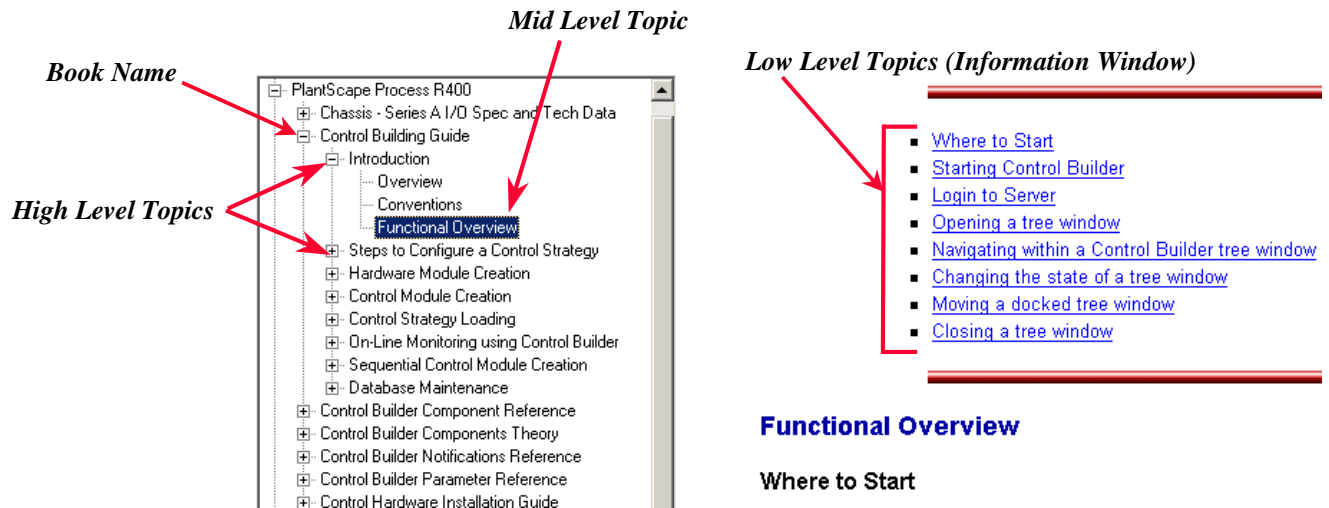 Mid Level Topic
Book Name
High Level Topics
PlantScape Process R400
Chassis - Series A I/O Spec and Tech Data
Control Building Guide
Introduction
Overview
Conventions
Functional Overview
Steps to Configure a Control Strategy
Hardware Module Creation
Control Module Creation
Control Strategy Loading
On-Line Monitoring using Control Builder
Sequential Control Module Creation
Database Maintenance
Control Builder Component Reference
Control Builder Components Theory
Control Builder Notifications Reference
Control Builder Parameter Reference
Control Hardware Installation Guide
Low Level Topics (Information Window)
Where to Start
Starting Control Builder
Login to Server
Opening a tree window
Navigating within a Control Builder tree window
Changing the state of a tree window
Moving a docked tree window
Closing a tree window
Functional Overview
Where to Start